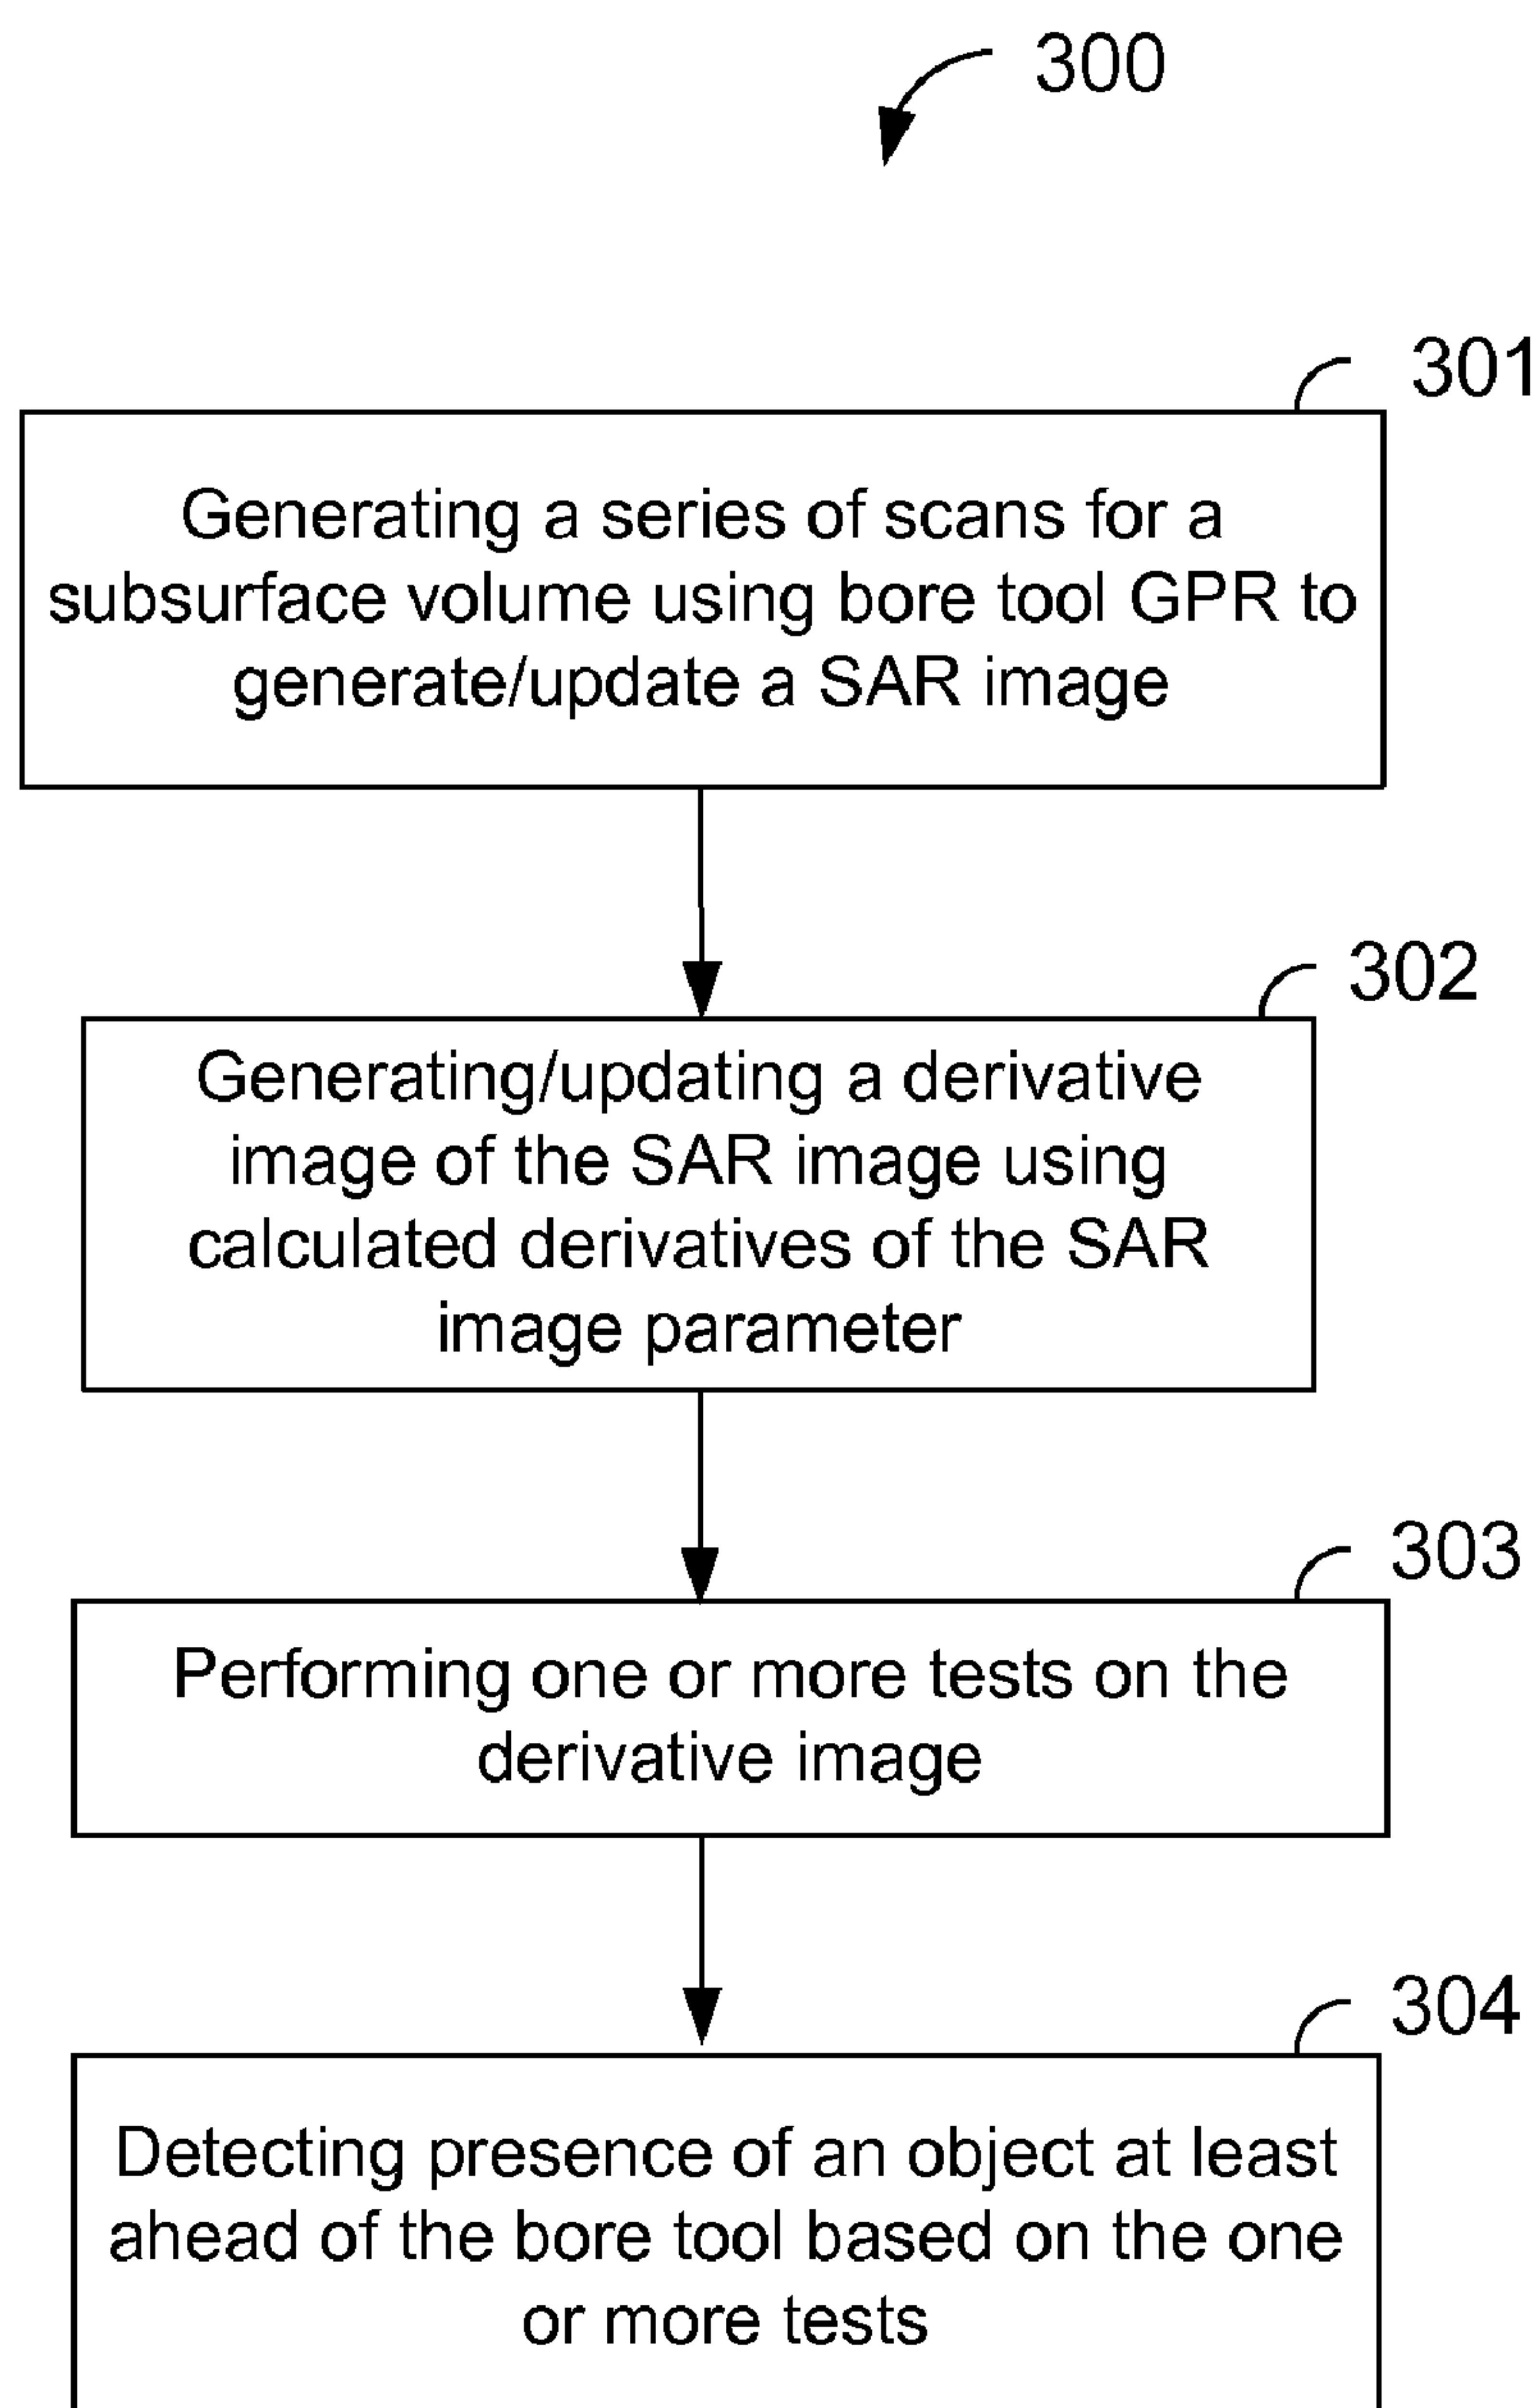 300
301
Generating a series of scans for a
subsurface volume using bore tool GPR to
generate/update a SAR image
302
Generating/updating a derivative
image of the SAR image using
calculated derivatives of the SAR
image parameter
303
Performing one or more tests on the
derivative image
304
Detecting presence of an object at least
ahead of the bore tool based on the one
or more tests